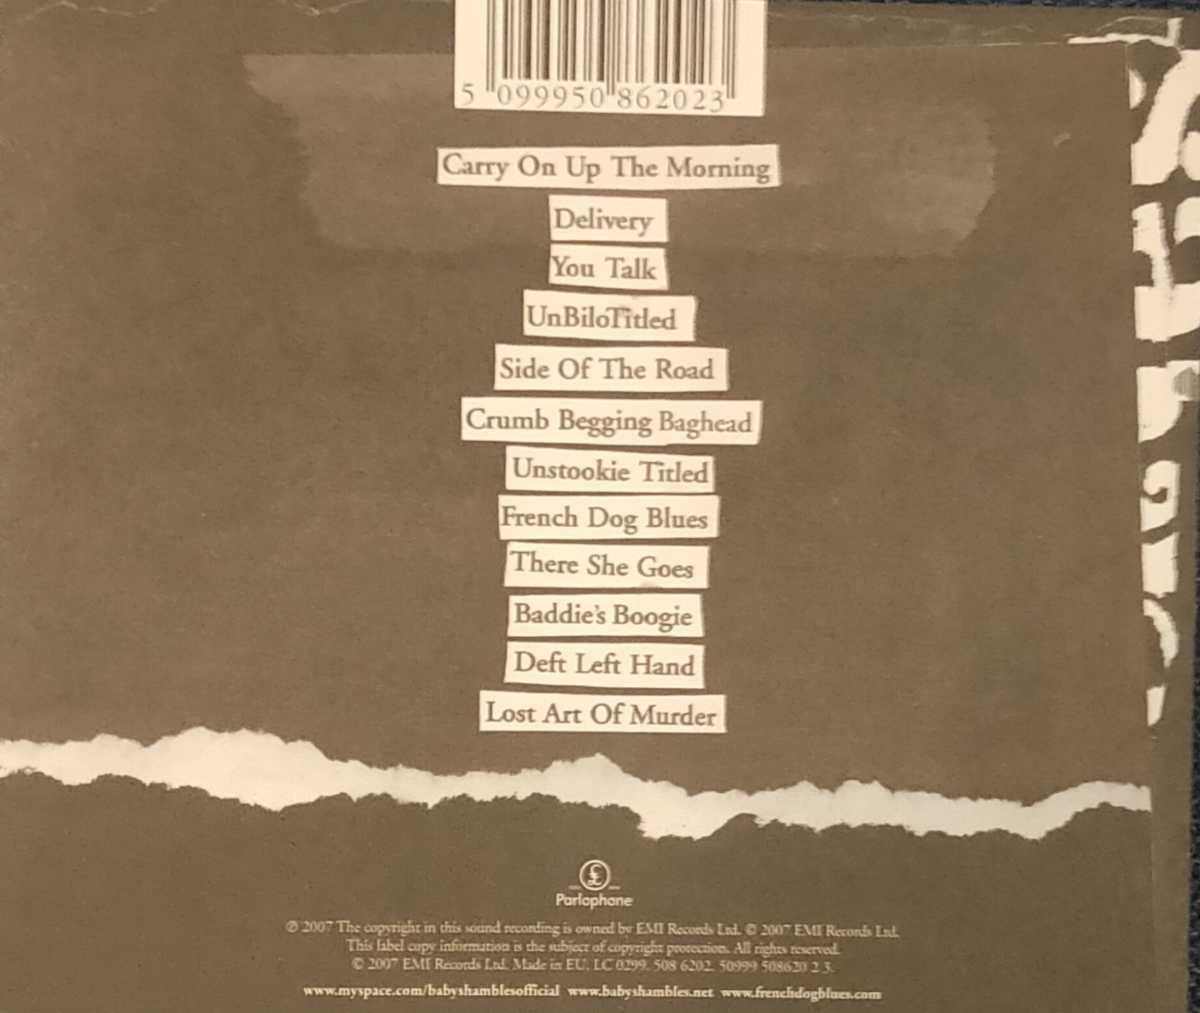 5 099950 862023
Carry On Up The Morning
Delivery
You Talk
UnBiloTitled
Side Of The Road
Crumb Begging Baghead
Unstookie Titled
French Dog Blues
There She Goes
Baddie's Boogie
Deft Left Hand
Lost Art Of Murder
£
Parlophone
℗ 2007 The copyright in this sound recording is owned by EMI Records Ltd. © 2007 EMI Records Ltd.
This label copy information is the subject of copyright protection. All rights reserved.
© 2007 EMI Records Ltd. Made in EU. LC 0299. 508 6202. 50999 508620 2 3.
www.myspace.com/babyshamblesofficial www.babyshambles.net www.frenchdogblues.com